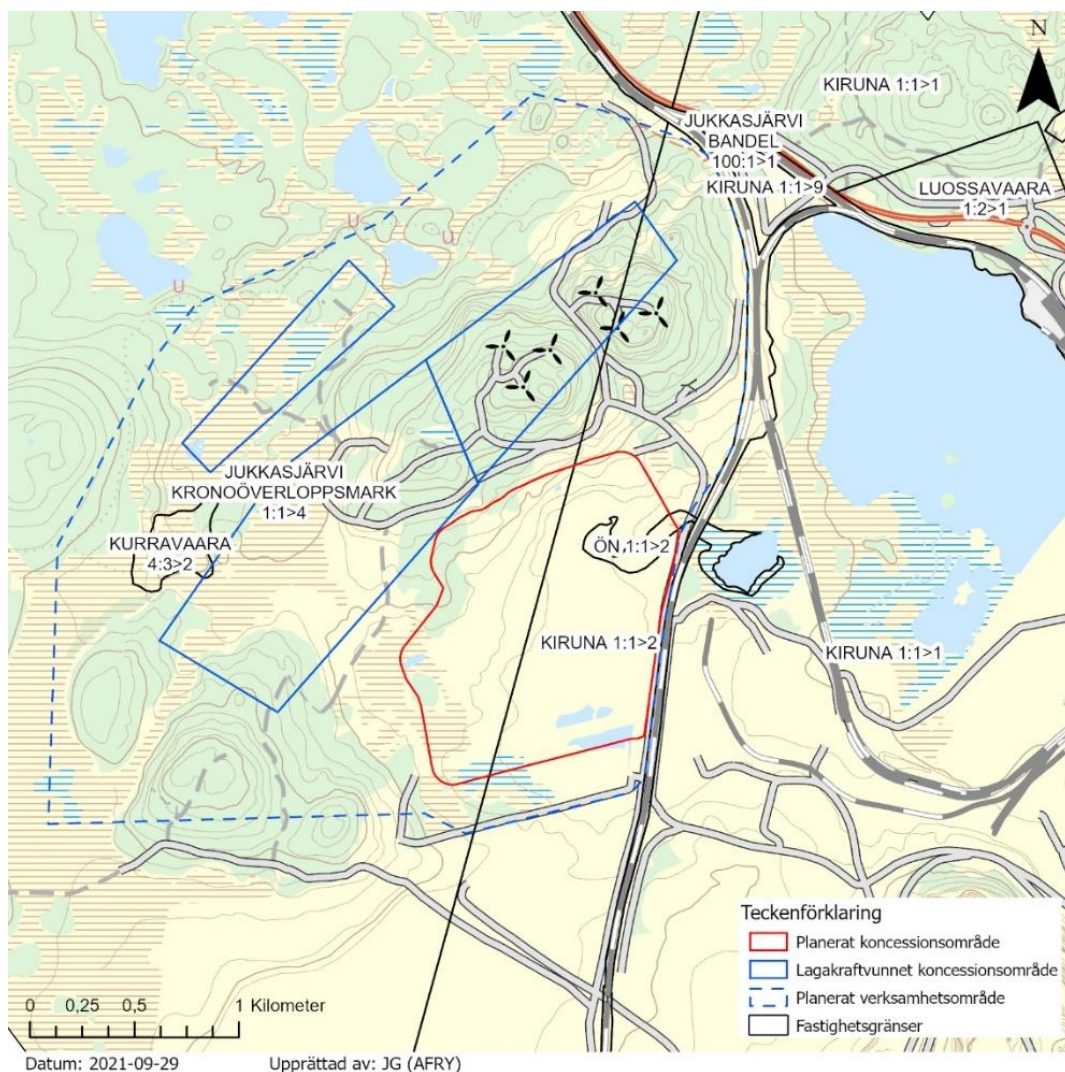 N
KIRUNA 1:1>1
JUKKASJÄRVI
BANDEL
100:1>1
KIRUNA 1:1>9
LUOSSAVAARA
1:2>1
U
U
U
JUKKASJÄRVI
KRONOÖVERLOPPSMARK
1:1>4
KURRAVAARA
4:3>2
ÖN 1:1>2
KIRUNA 1:1>2
KIRUNA 1:1>1
Teckenförklaring
Planerat koncessionsområde
Lagakraftvunnet koncessionsområde
Planerat verksamhetsområde
Fastighetsgränser
0 0,25 0,5 1 Kilometer
Datum: 2021-09-29 Upprättad av: JG (AFRY)